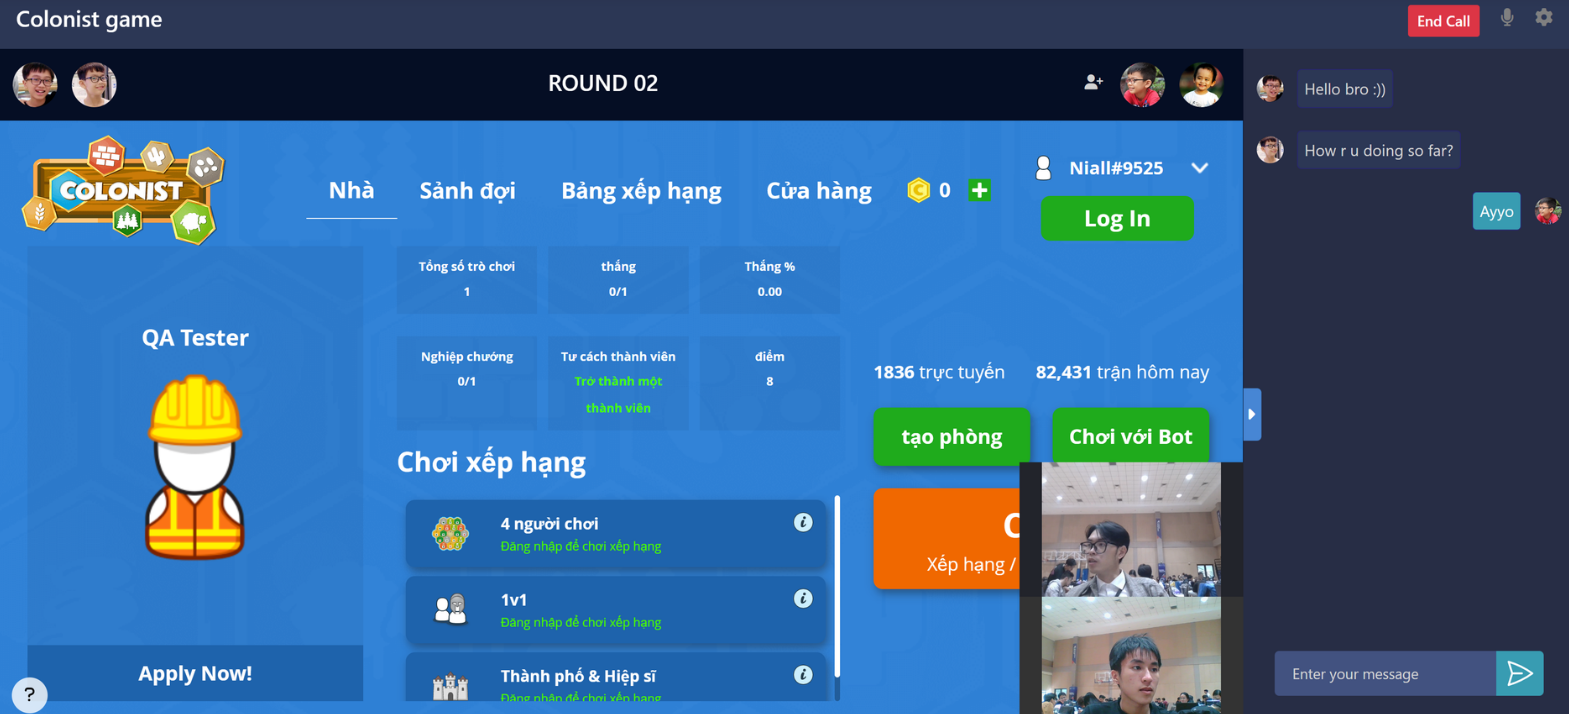 Colonist game
End Call
ROUND 02
COLONIST
Nhà
Sảnh đợi
Bảng xếp hạng
Cửa hàng
C
0
Niall#9525
Log In
QA Tester
Apply Now!
?
Tổng số trò chơi
1
thắng
0/1
Thắng %
0.00
Nghiệp chướng
0/1
Tư cách thành viên
Trở thành một
thành viên
điểm
8
Chơi xếp hạng
4 người chơi
Đăng nhập để chơi xếp hạng
i
1v1
Đăng nhập để chơi xếp hạng
i
Thành phố & Hiệp sĩ
Đăng nhập để chơi xếp hạng
i
1836 trực tuyến
82,431 trận hôm nay
tạo phòng
Chơi với Bot
Xếp hạng /
Hello bro :))
How r u doing so far?
Ayyo
Enter your message